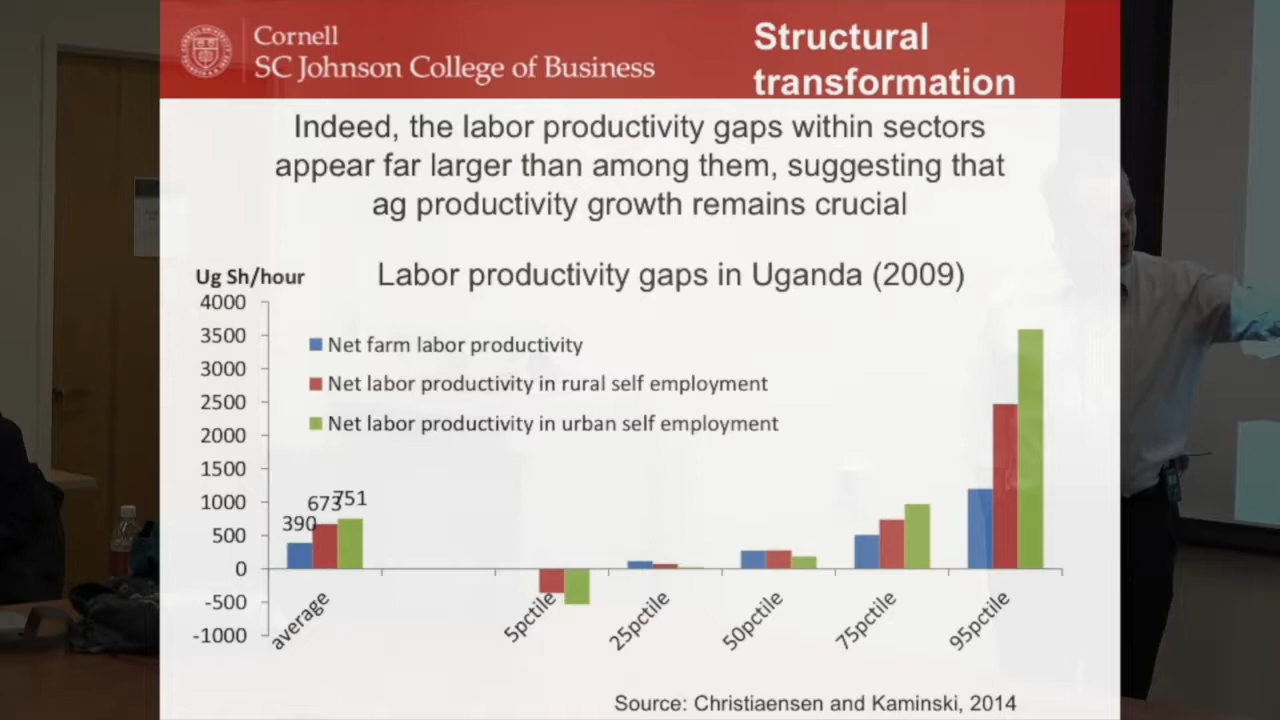 Cornell
SC Johnson College of Business
Structural
transformation
Indeed, the labor productivity gaps within sectors
appear far larger than among them, suggesting that
ag productivity growth remains crucial
Ug Sh/hour
Labor productivity gaps in Uganda (2009)
4000
3500
3000
2500
2000
1500
1000
500
0
-500
-1000
Net farm labor productivity
Net labor productivity in rural self employment
Net labor productivity in urban self employment
390
673
751
average
5pctile
25pctile
50pctile
75pctile
95pctile
Source: Christiaensen and Kaminski, 2014